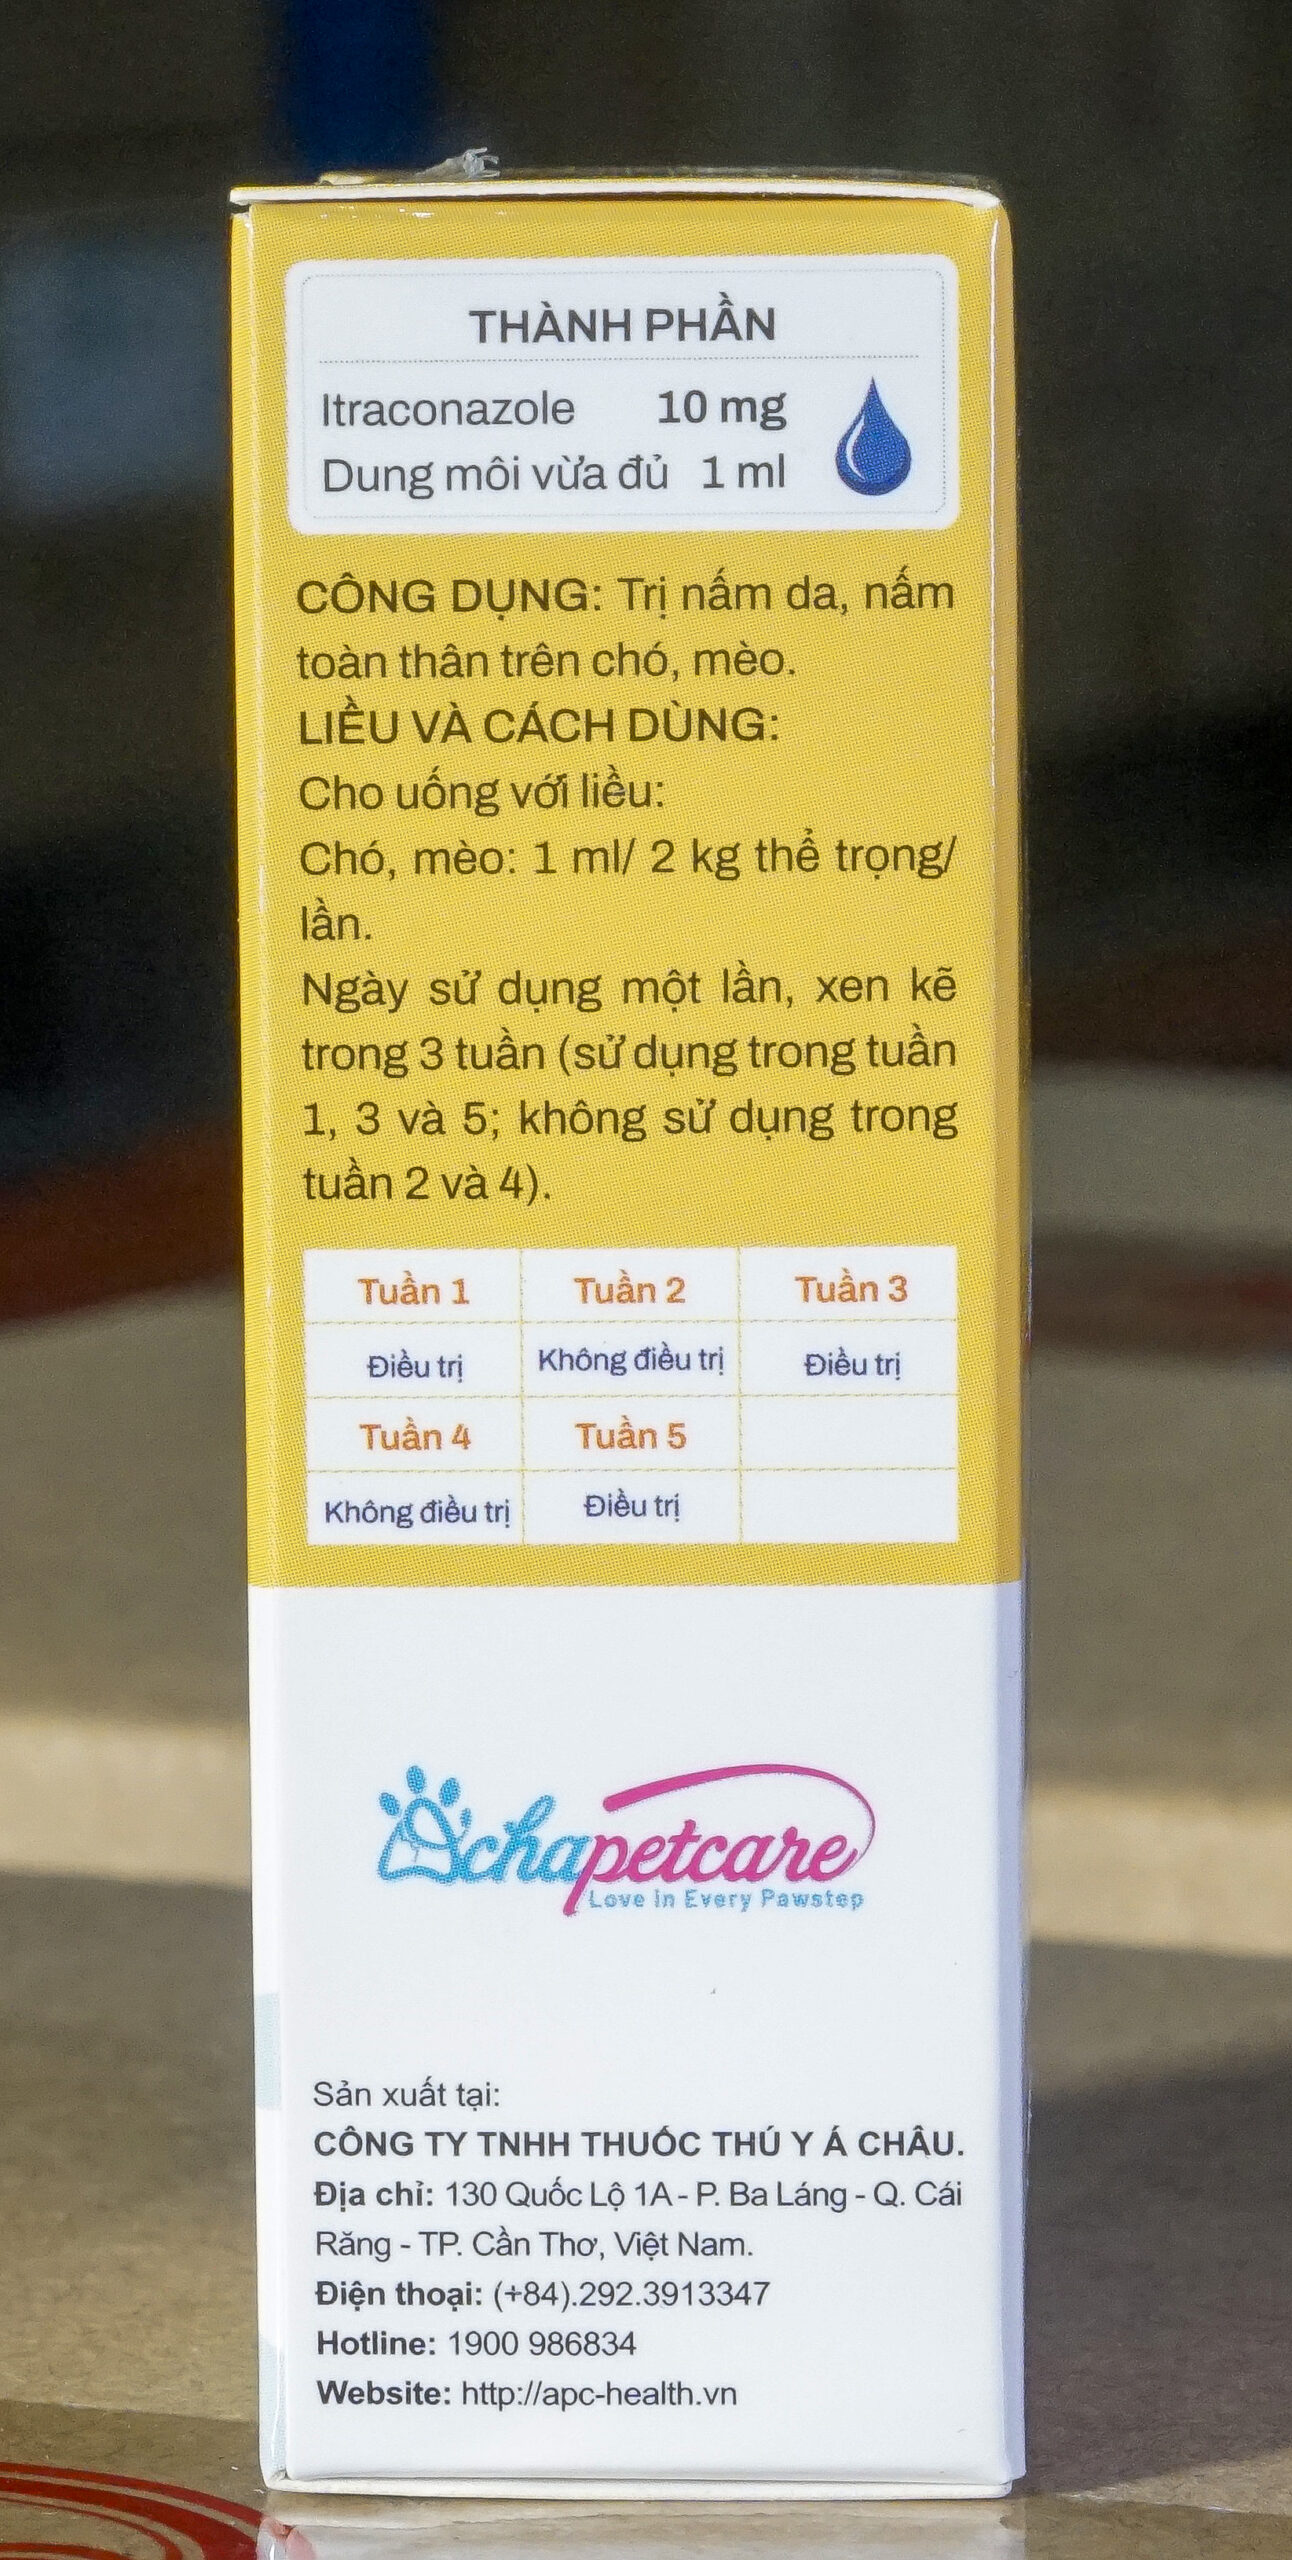 THÀNH PHẦN
Itraconazole 10 mg
Dung môi vừa đủ 1 ml
CÔNG DỤNG: Trị nấm da, nấm
toàn thân trên chó, mèo.
LIỀU VÀ CÁCH DÙNG:
Cho uống với liều:
Chó, mèo: 1 ml/ 2 kg thể trọng/
lần.
Ngày sử dụng một lần, xen kẽ
trong 3 tuần (sử dụng trong tuần
1, 3 và 5; không sử dụng trong
tuần 2 và 4).
Tuần 1 Tuần 2 Tuần 3
Điều trị Không điều trị Điều trị
Tuần 4 Tuần 5
Không điều trị Điều trị
achapetcare
Love in Every Pawstep
Sản xuất tại:
CÔNG TY TNHH THUỐC THÚ Y Á CHÂU.
Địa chỉ: 130 Quốc Lộ 1A - P. Ba Láng - Q. Cái
Răng - TP. Cần Thơ, Việt Nam.
Điện thoại: (+84).292.3913347
Hotline: 1900 986834
Website: http://apc-health.vn